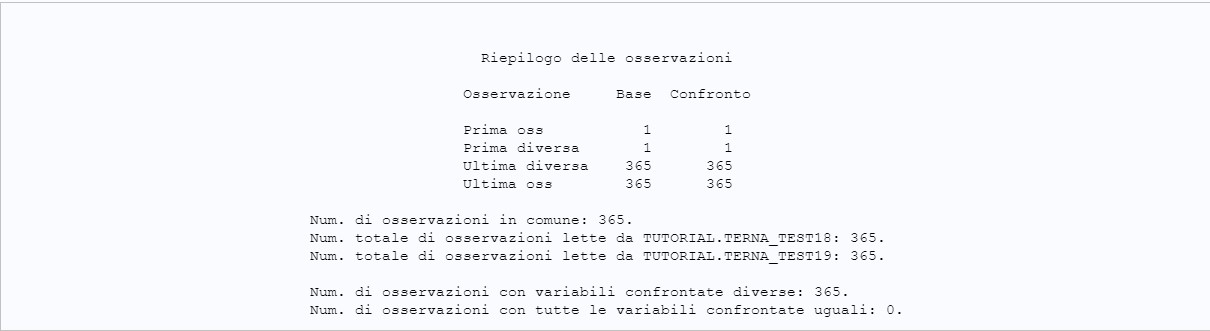 Riepilogo delle osservazioni
Osservazione Base Confronto
Prima oss 1 1
Prima diversa 1 1
Ultima diversa 365 365
Ultima oss 365 365
Num. di osservazioni in comune: 365.
Num. totale di osservazioni lette da TUTORIAL.TERNA_TEST18: 365.
Num. totale di osservazioni lette da TUTORIAL.TERNA_TEST19: 365.
Num. di osservazioni con variabili confrontate diverse: 365.
Num. di osservazioni con tutte le variabili confrontate uguali: 0.